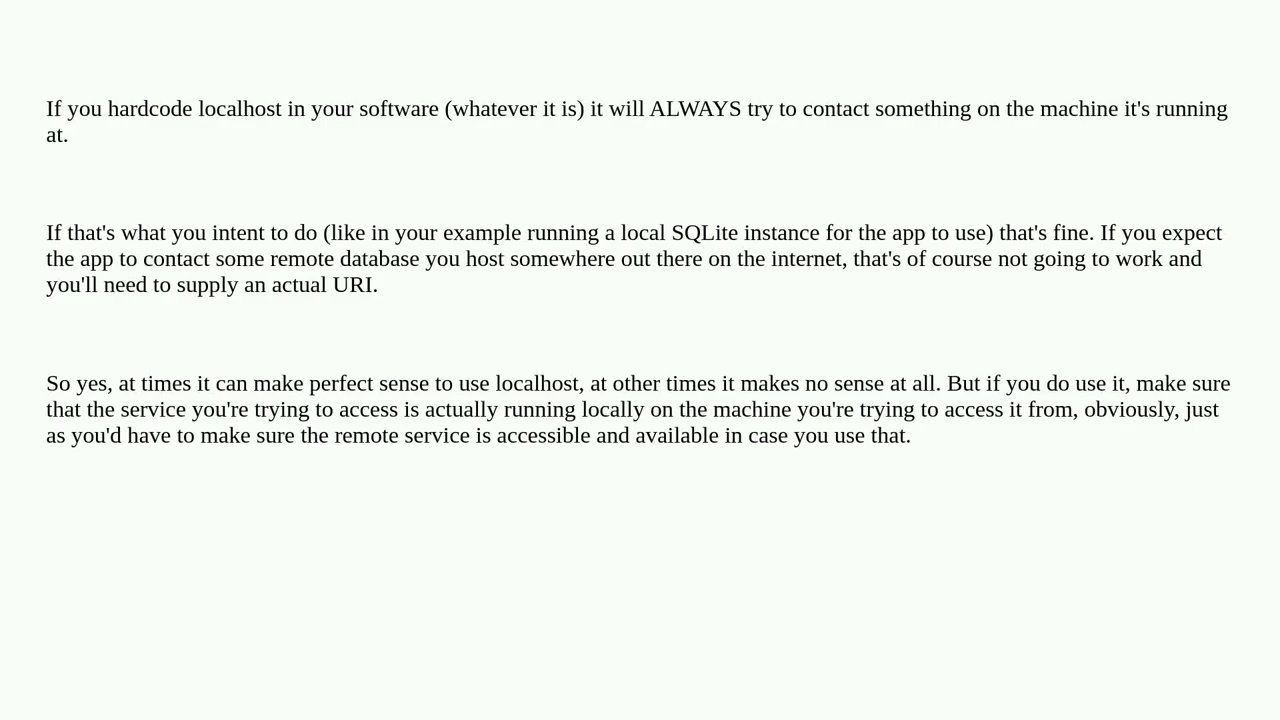 If you hardcode localhost in your software (whatever it is) it will ALWAYS try to contact something on the machine it's running
at.
If that's what you intent to do (like in your example running a local SQLite instance for the app to use) that's fine. If you expect
the app to contact some remote database you host somewhere out there on the internet, that's of course not going to work and
you'll need to supply an actual URI.
So yes, at times it can make perfect sense to use localhost, at other times it makes no sense at all. But if you do use it, make sure
that the service you're trying to access is actually running locally on the machine you're trying to access it from, obviously, just
as you'd have to make sure the remote service is accessible and available in case you use that.